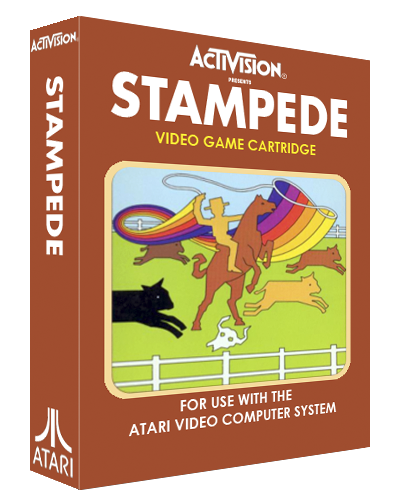 ACTIVISION®
STAMPEDE
ATARI
ACTIVISION®
PRESENTS
STAMPEDE
VIDEO GAME CARTRIDGE
FOR USE WITH THE
ATARI VIDEO COMPUTER SYSTEM